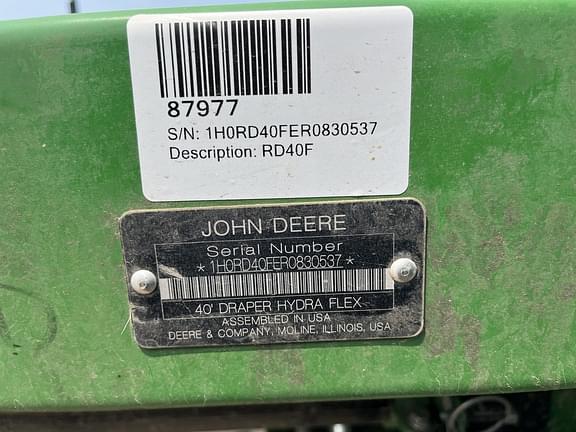 87977
S/N: 1H0RD40FER0830537
Description: RD40F
JOHN DEERE
Serial Number
*1H0RD40FER0830537*
40' DRAPER HYDRA FLEX
ASSEMBLED IN USA
DEERE & COMPANY, MOLINE, ILLINOIS, USA